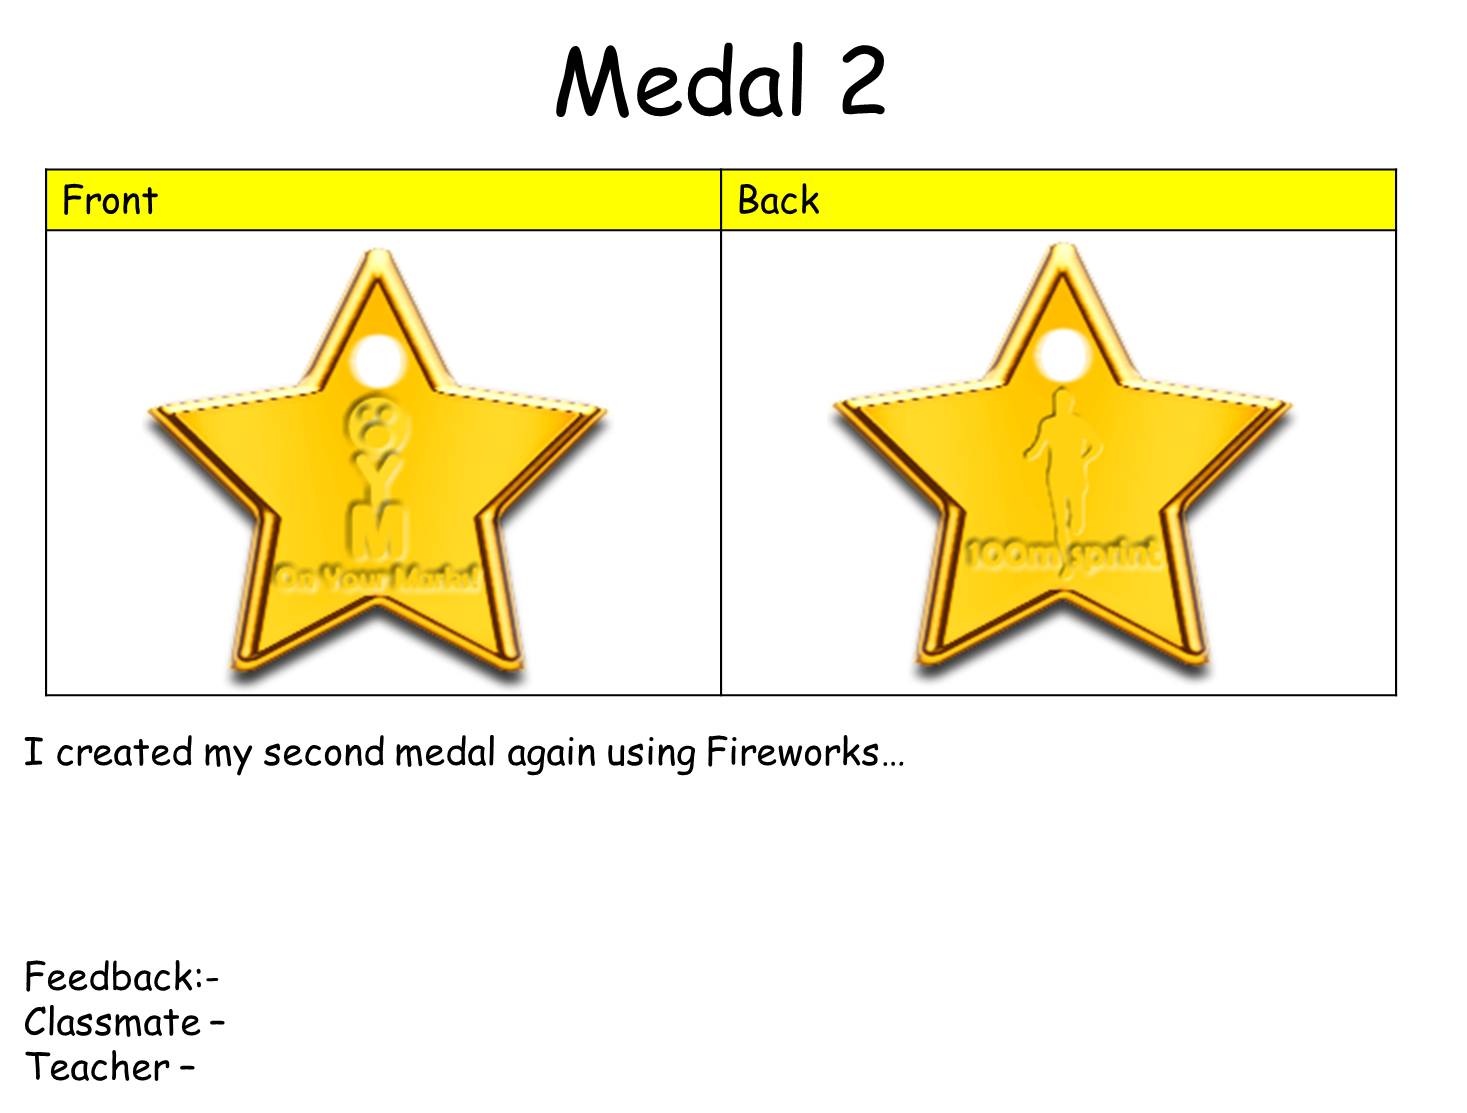 Medal 2
Front
Back
O
Y
M
On Your Marks!
100m sprint
I created my second medal again using Fireworks…
Feedback:-
Classmate –
Teacher –